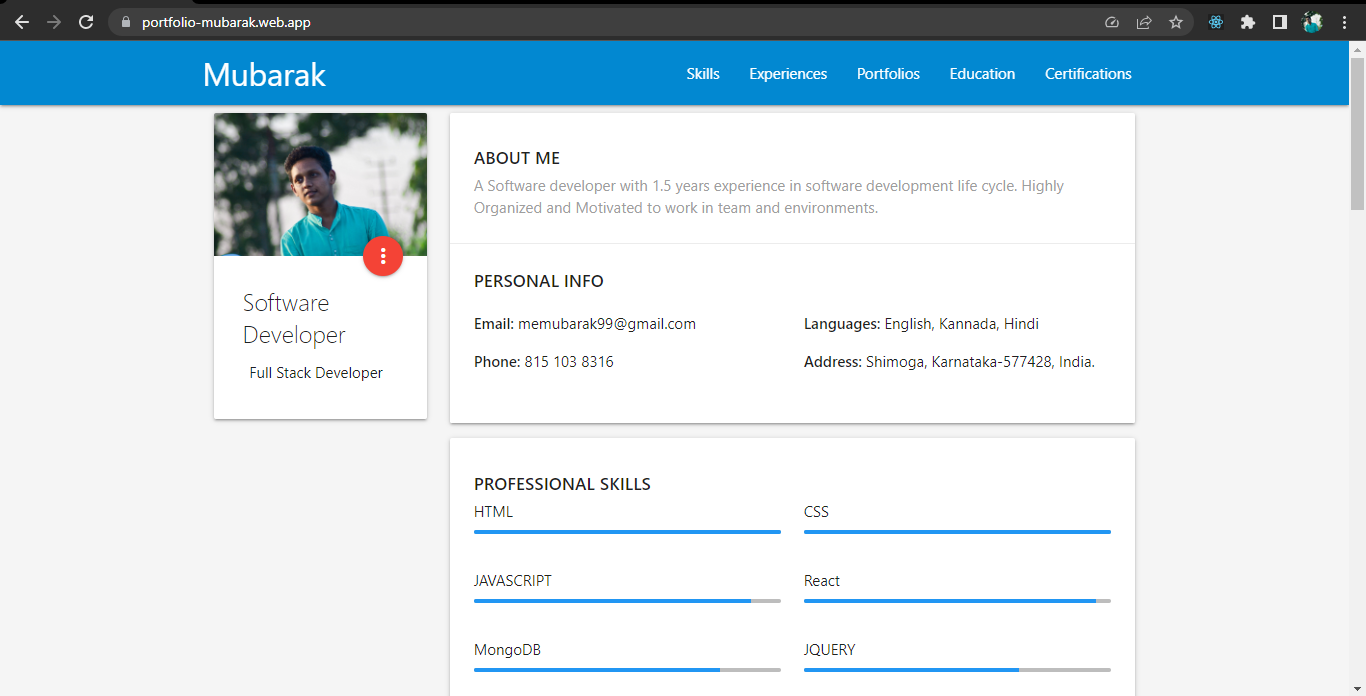 portfolio-mubarak.web.app
Mubarak
Skills Experiences Portfolios Education Certifications
Software
Developer
Full Stack Developer
ABOUT ME
A Software developer with 1.5 years experience in software development life cycle. Highly
Organized and Motivated to work in team and environments.
PERSONAL INFO
Email: memubarak99@gmail.com
Languages: English, Kannada, Hindi
Phone: 815 103 8316
Address: Shimoga, Karnataka-577428, India.
PROFESSIONAL SKILLS
HTML
CSS
JAVASCRIPT
React
MongoDB
JQUERY